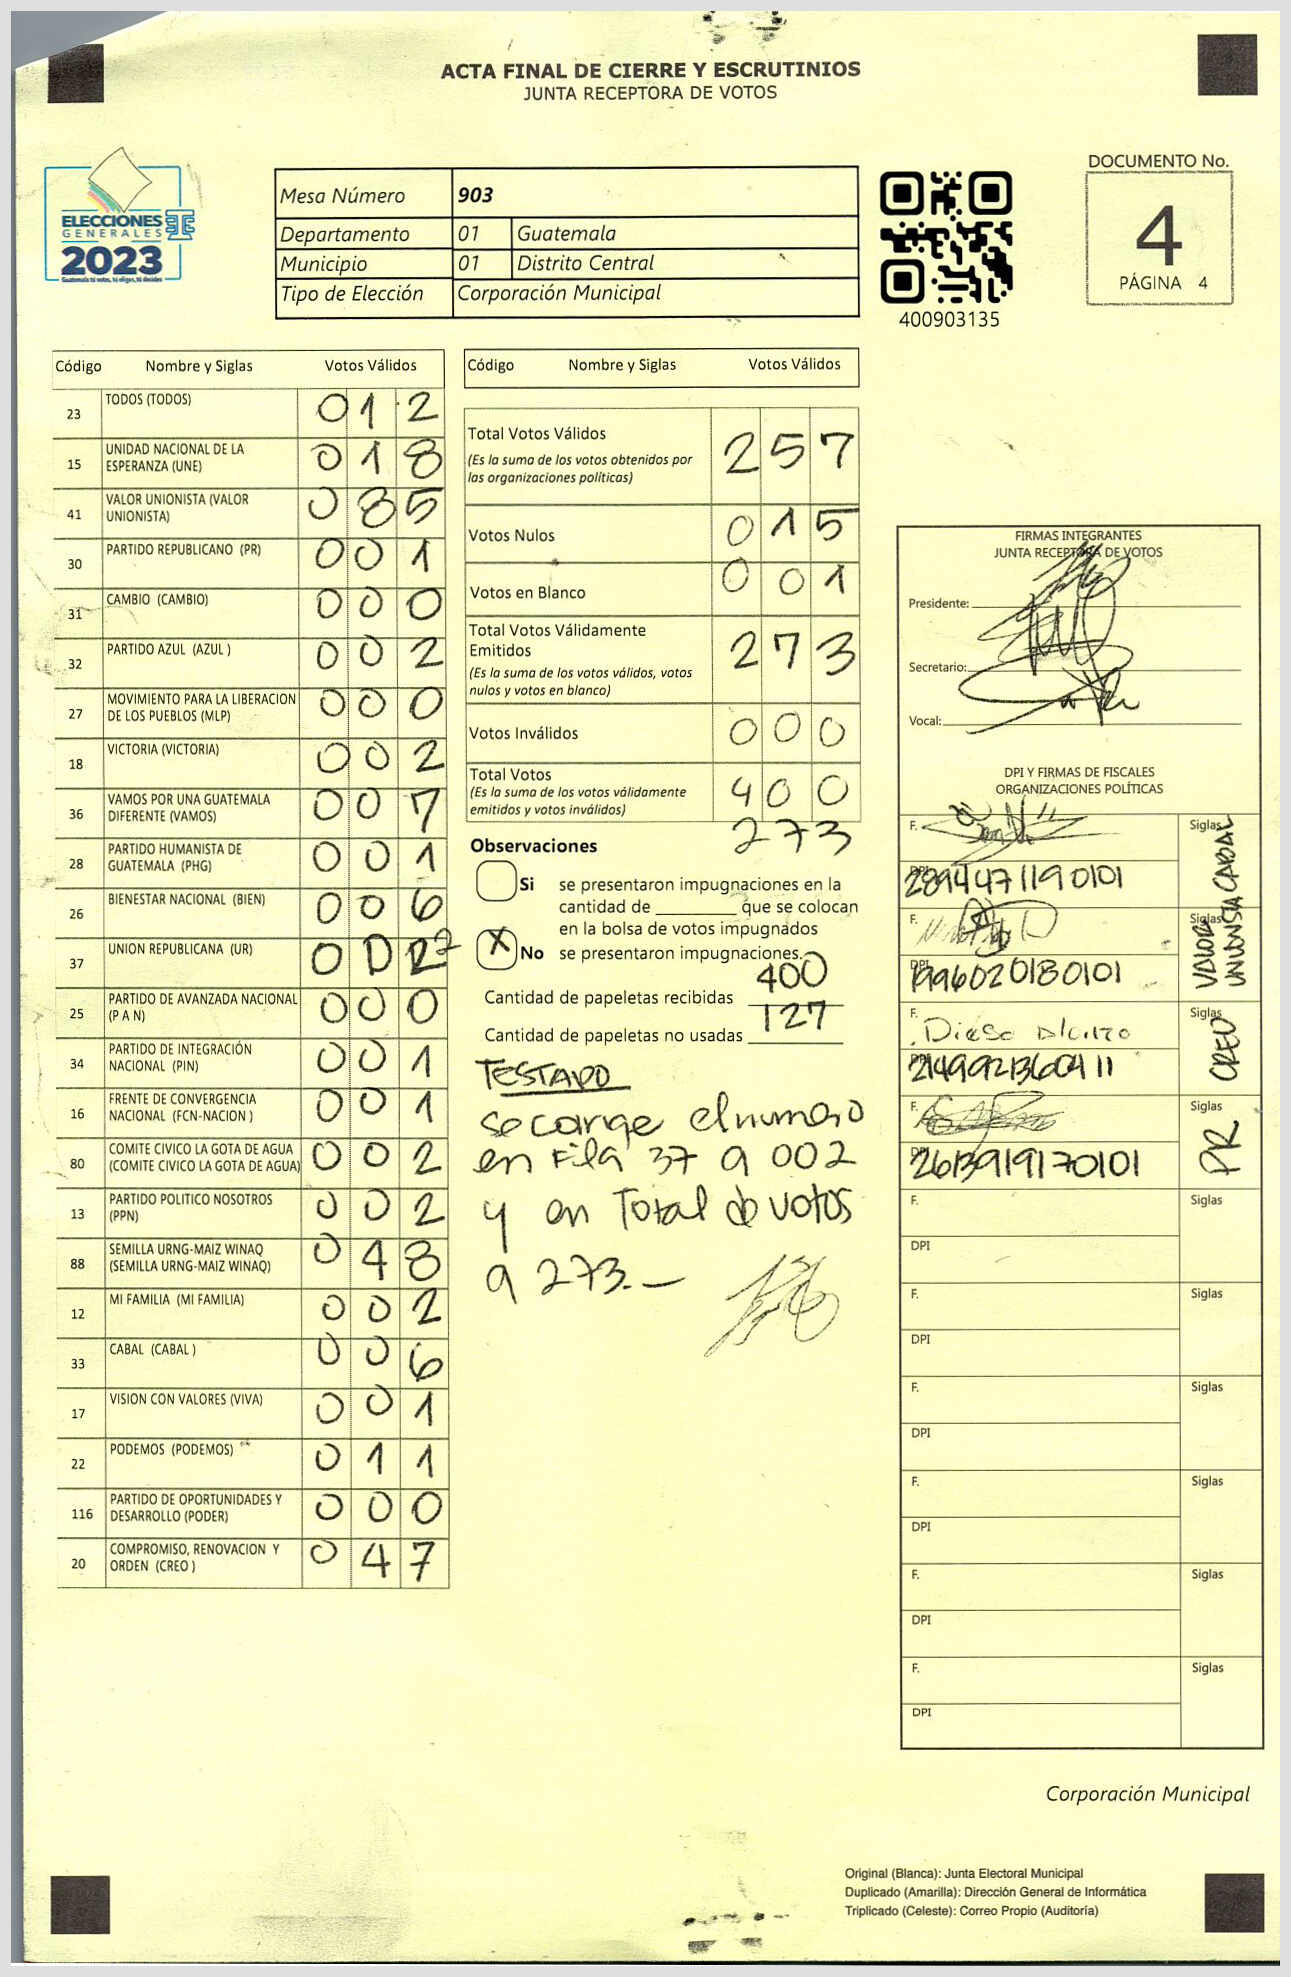 ACTA FINAL DE CIERRE Y ESCRUTINIOS
JUNTA RECEPTORA DE VOTOS
ELECCIONES
GENERALES
2023
Guatemala tú votas, tú eliges, tú decides
Mesa Número 903
Departamento 01 Guatemala
Municipio 01 Distrito Central
Tipo de Elección Corporación Municipal
400903135
DOCUMENTO No.
4
PÁGINA 4
Código Nombre y Siglas Votos Válidos
23 TODOS (TODOS) 0 1 2
15 UNIDAD NACIONAL DE LA ESPERANZA (UNE) 0 1 8
41 VALOR UNIONISTA (VALOR UNIONISTA) 0 8 5
30 PARTIDO REPUBLICANO (PR) 0 0 1
31 CAMBIO (CAMBIO) 0 0 0
32 PARTIDO AZUL (AZUL ) 0 0 2
27 MOVIMIENTO PARA LA LIBERACION DE LOS PUEBLOS (MLP) 0 0 0
18 VICTORIA (VICTORIA) 0 0 2
36 VAMOS POR UNA GUATEMALA DIFERENTE (VAMOS) 0 0 7
28 PARTIDO HUMANISTA DE GUATEMALA (PHG) 0 0 1
26 BIENESTAR NACIONAL (BIEN) 0 0 6
37 UNION REPUBLICANA (UR) 0 0 2
25 PARTIDO DE AVANZADA NACIONAL (P A N) 0 0 0
34 PARTIDO DE INTEGRACIÓN NACIONAL (PIN) 0 0 1
16 FRENTE DE CONVERGENCIA NACIONAL (FCN-NACION ) 0 0 1
80 COMITE CIVICO LA GOTA DE AGUA (COMITE CIVICO LA GOTA DE AGUA) 0 0 2
13 PARTIDO POLITICO NOSOTROS (PPN) 0 0 2
88 SEMILLA URNG-MAIZ WINAQ (SEMILLA URNG-MAIZ WINAQ) 0 4 8
12 MI FAMILIA (MI FAMILIA) 0 0 2
33 CABAL (CABAL ) 0 0 6
17 VISION CON VALORES (VIVA) 0 0 1
22 PODEMOS (PODEMOS) 0 1 1
116 PARTIDO DE OPORTUNIDADES Y DESARROLLO (PODER) 0 0 0
20 COMPROMISO, RENOVACION Y ORDEN (CREO ) 0 4 7
Código Nombre y Siglas Votos Válidos
Total Votos Válidos 2 5 7
(Es la suma de los votos obtenidos por
las organizaciones políticas)
Votos Nulos 0 1 5
Votos en Blanco 0 0 1
Total Votos Válidamente
Emitidos 2 7 3
(Es la suma de los votos válidos, votos
nulos y votos en blanco)
Votos Inválidos 0 0 0
Total Votos 4 0 0
(Es la suma de los votos válidamente
emitidos y votos inválidos)
273
Observaciones
Si se presentaron impugnaciones en la
cantidad de ________ que se colocan
en la bolsa de votos impugnados
X No se presentaron impugnaciones.
Cantidad de papeletas recibidas 400
Cantidad de papeletas no usadas 127
TESTADO
se corrige el numero
en Fila 37 a 002
y en Total de votos
a 273.—
FIRMAS INTEGRANTES
JUNTA RECEPTORA DE VOTOS
Presidente:
Secretario:
Vocal:
DPI Y FIRMAS DE FISCALES
ORGANIZACIONES POLÍTICAS
F. Siglas CABAL
DPI 2894471190101
F. Siglas VALOR UNIONISTA
DPI 1996020180101
F. Diego Siglas CREO
DPI 2149921360411
F. Siglas PR
DPI 2613919170101
F. Siglas
DPI
F. Siglas
DPI
F. Siglas
DPI
F. Siglas
DPI
F. Siglas
DPI
F. Siglas
DPI
Corporación Municipal
Original (Blanca): Junta Electoral Municipal
Duplicado (Amarilla): Dirección General de Informática
Triplicado (Celeste): Correo Propio (Auditoría)